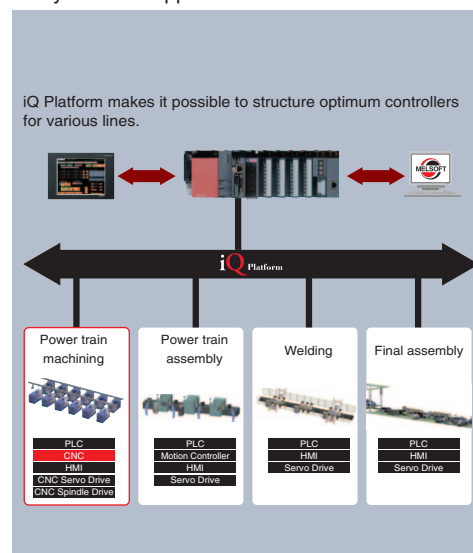 iQ Platform makes it possible to structure optimum controllers
for various lines.
MELSOFT
iQ Platform
Power train
machining
PLC
CNC
HMI
CNC Servo Drive
CNC Spindle Drive
Power train
assembly
PLC
Motion Controller
HMI
Servo Drive
Welding
PLC
HMI
Servo Drive
Final assembly
PLC
HMI
Servo Drive